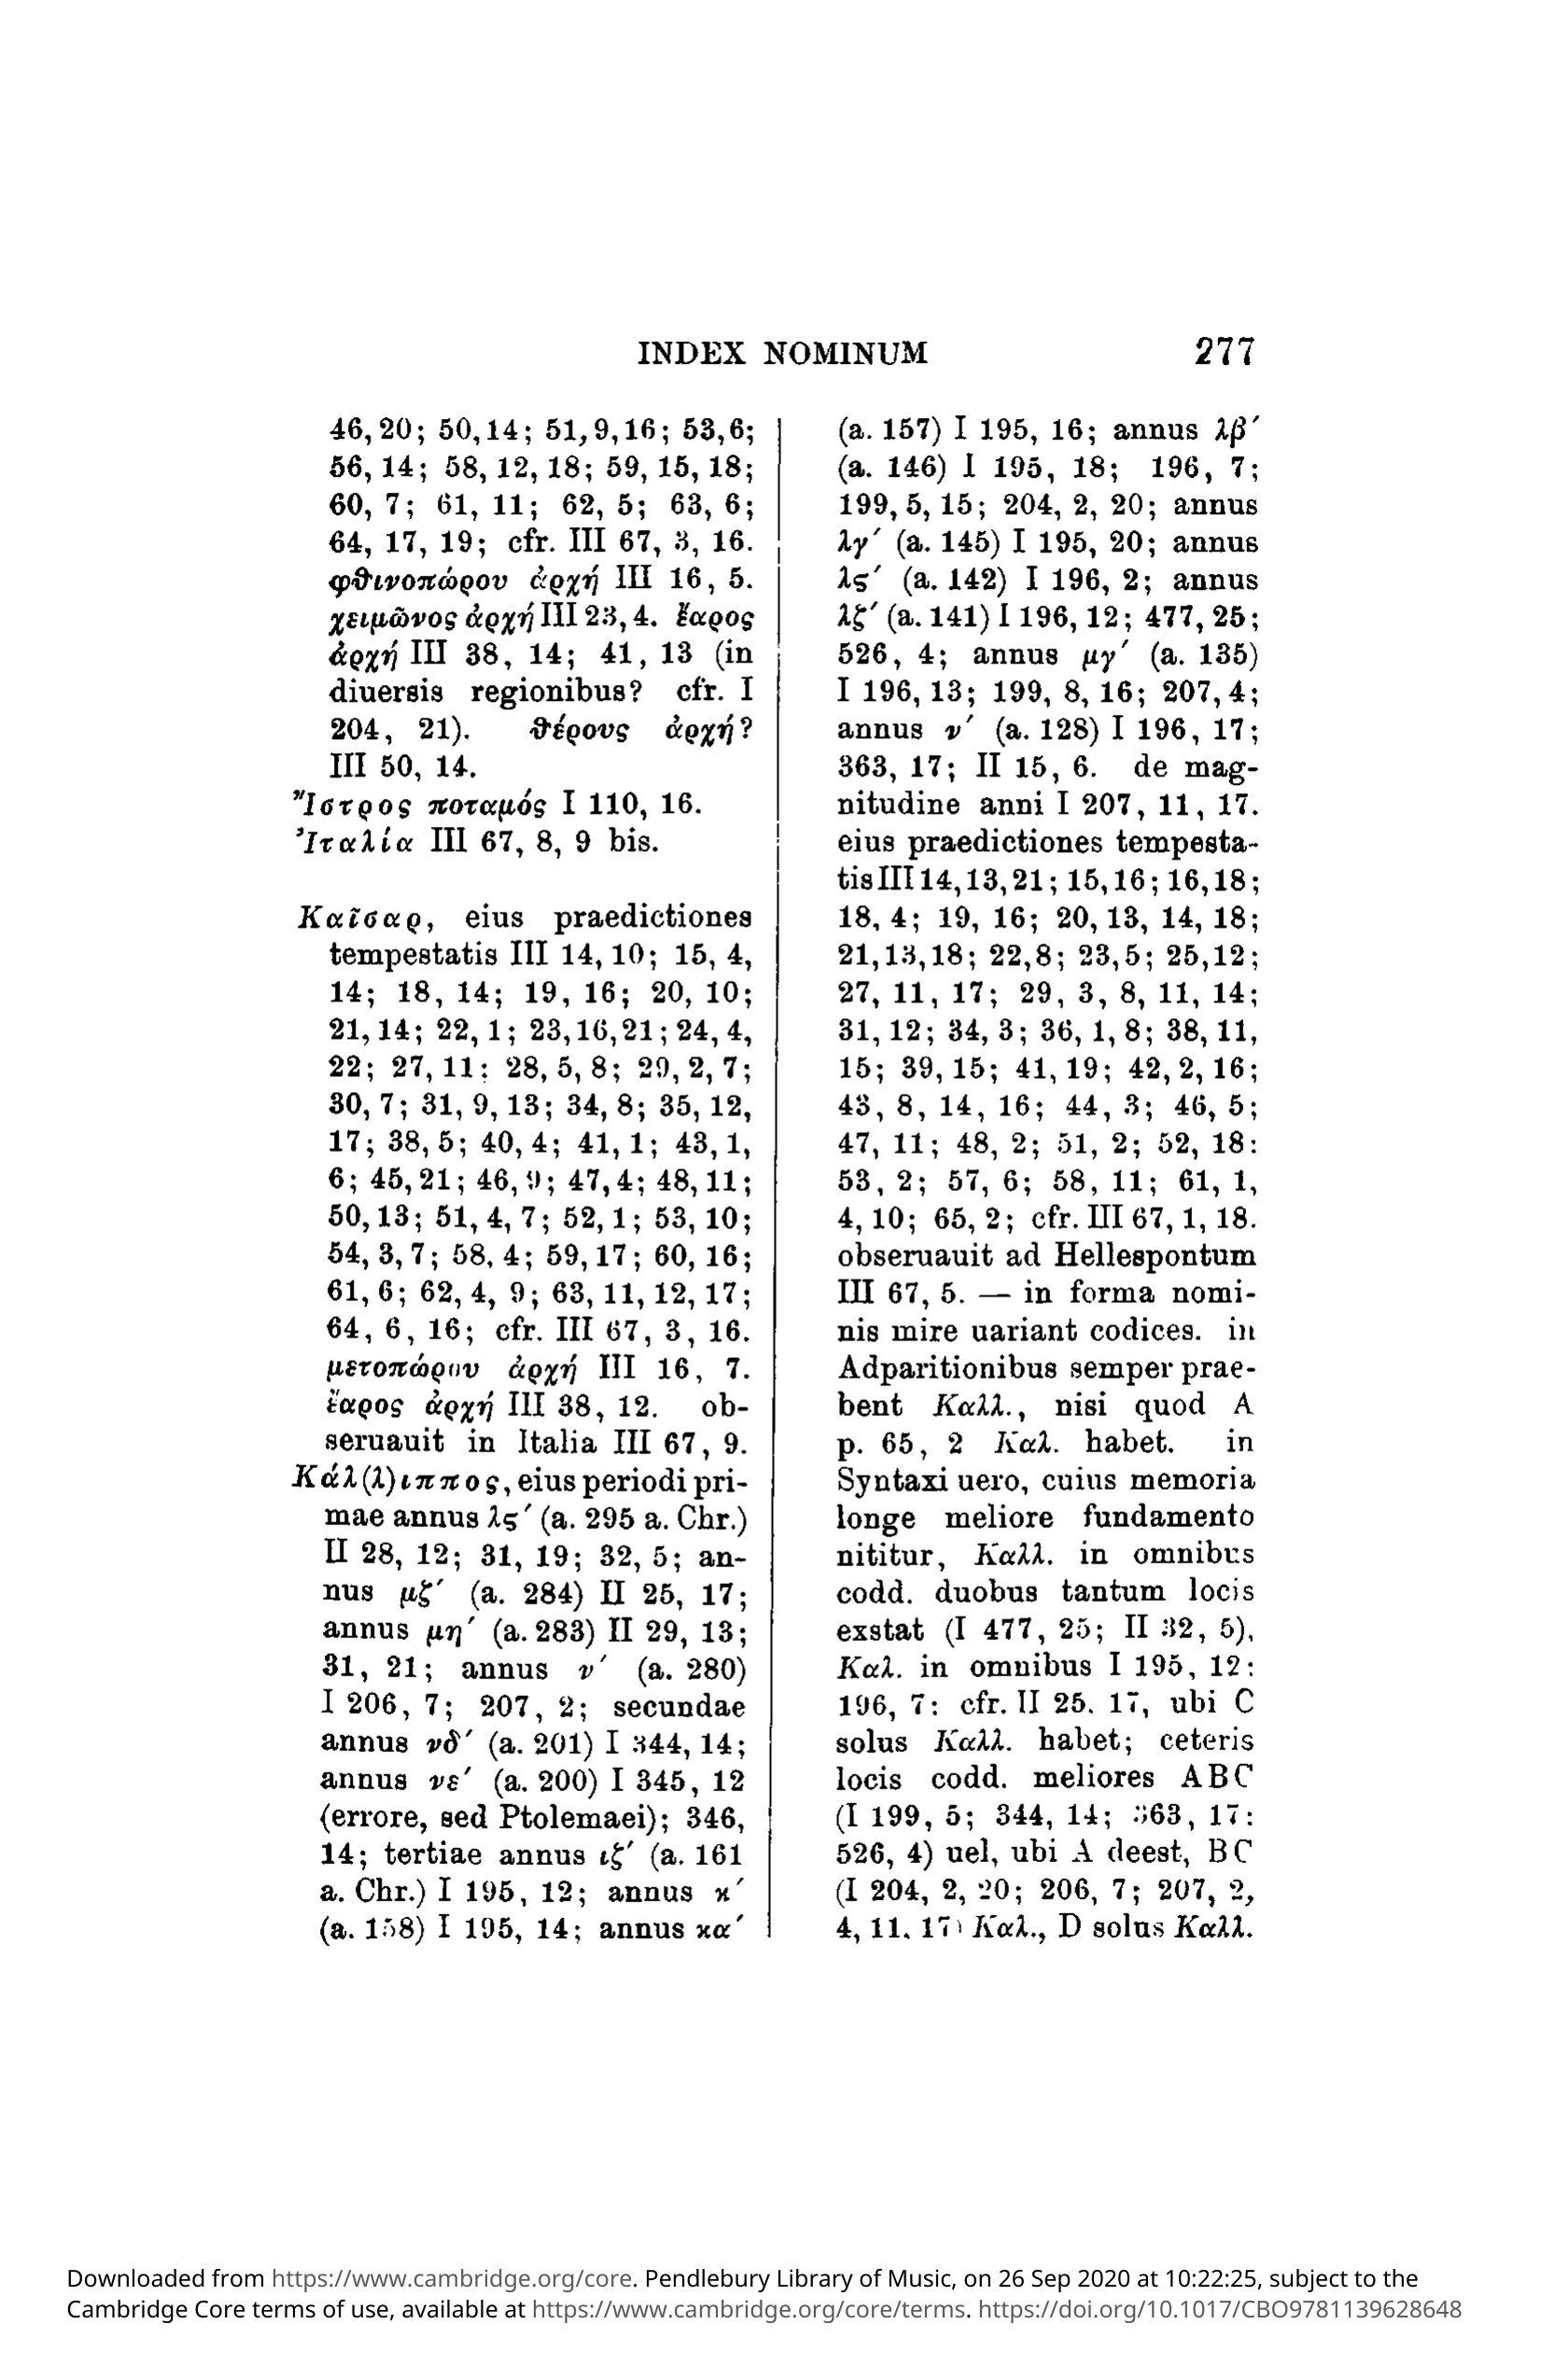 INDEX NOMINUM 277
46, 20; 50, 14; 51, 9, 16; 53, 6;
56, 14; 58, 12, 18; 59, 15, 18;
60, 7; 61, 11; 62, 5; 63, 6;
64, 17, 19; cfr. III 67, 3, 16.
φθινοπώρου ἀρχή III 16, 5.
χειμῶνος ἀρχή III 23, 4. ἔαρος
ἀρχή III 38, 14; 41, 13 (in
diuersis regionibus? cfr. I
204, 21). θέρους ἀρχή?
III 50, 14.
Ἴστρος ποταμός I 110, 16.
Ἰταλία III 67, 8, 9 bis.
Καῖσαρ, eius praedictiones
tempestatis III 14, 10; 15, 4,
14; 18, 14; 19, 16; 20, 10;
21, 14; 22, 1; 23, 16, 21; 24, 4,
22; 27, 11; 28, 5, 8; 29, 2, 7;
30, 7; 31, 9, 13; 34, 8; 35, 12,
17; 38, 5; 40, 4; 41, 1; 43, 1,
6; 45, 21; 46, 9; 47, 4; 48, 11;
50, 13; 51, 4, 7; 52, 1; 53, 10;
54, 3, 7; 58, 4; 59, 17; 60, 16;
61, 6; 62, 4, 9; 63, 11, 12, 17;
64, 6, 16; cfr. III 67, 3, 16.
μετοπώρου ἀρχή III 16, 7.
ἔαρος ἀρχή III 38, 12. ob-
seruauit in Italia III 67, 9.
Κάλ(λ)ιππος, eius periodi pri-
mae annus λς´ (a. 295 a. Chr.)
II 28, 12; 31, 19; 32, 5; an-
nus μζ´ (a. 284) II 25, 17;
annus μη´ (a. 283) II 29, 13;
31, 21; annus ν´ (a. 280)
I 206, 7; 207, 2; secundae
annus νδ´ (a. 201) I 344, 14;
annus νε´ (a. 200) I 345, 12
(errore, sed Ptolemaei); 346,
14; tertiae annus ιζ´ (a. 161
a. Chr.) I 195, 12; annus κ´
(a. 158) I 195, 14; annus κα´
(a. 157) I 195, 16; annus λβ´
(a. 146) I 195, 18; 196, 7;
199, 5, 15; 204, 2, 20; annus
λγ´ (a. 145) I 195, 20; annus
λς´ (a. 142) I 196, 2; annus
λζ´ (a. 141) I 196, 12; 477, 25;
526, 4; annus μγ´ (a. 135)
I 196, 13; 199, 8, 16; 207, 4;
annus ν´ (a. 128) I 196, 17;
363, 17; II 15, 6. de mag-
nitudine anni I 207, 11, 17.
eius praedictiones tempesta-
tis III 14, 13, 21; 15, 16; 16, 18;
18, 4; 19, 16; 20, 13, 14, 18;
21, 13, 18; 22, 8; 23, 5; 25, 12;
27, 11, 17; 29, 3, 8, 11, 14;
31, 12; 34, 3; 36, 1, 8; 38, 11,
15; 39, 15; 41, 19; 42, 2, 16;
43, 8, 14, 16; 44, 3; 46, 5;
47, 11; 48, 2; 51, 2; 52, 18:
53, 2; 57, 6; 58, 11; 61, 1,
4, 10; 65, 2; cfr. III 67, 1, 18.
obseruauit ad Hellespontum
III 67, 5. — in forma nomi-
nis mire uariant codices. in
Adparitionibus semper prae-
bent Καλλ., nisi quod A
p. 65, 2 Καλ. habet. in
Syntaxi uero, cuius memoria
longe meliore fundamento
nititur, Καλλ. in omnibus
codd. duobus tantum locis
exstat (I 477, 25; II 32, 5),
Καλ. in omnibus I 195, 12:
196, 7: cfr. II 25. 17, ubi C
solus Καλλ. habet; ceteris
locis codd. meliores ABC
(I 199, 5; 344, 14; 363, 17:
526, 4) uel, ubi A deest, BC
(I 204, 2, 20; 206, 7; 207, 2,
4, 11. 17) Καλ., D solus Καλλ.
Downloaded from https://www.cambridge.org/core. Pendlebury Library of Music, on 26 Sep 2020 at 10:22:25, subject to the
Cambridge Core terms of use, available at https://www.cambridge.org/core/terms. https://doi.org/10.1017/CBO9781139628648